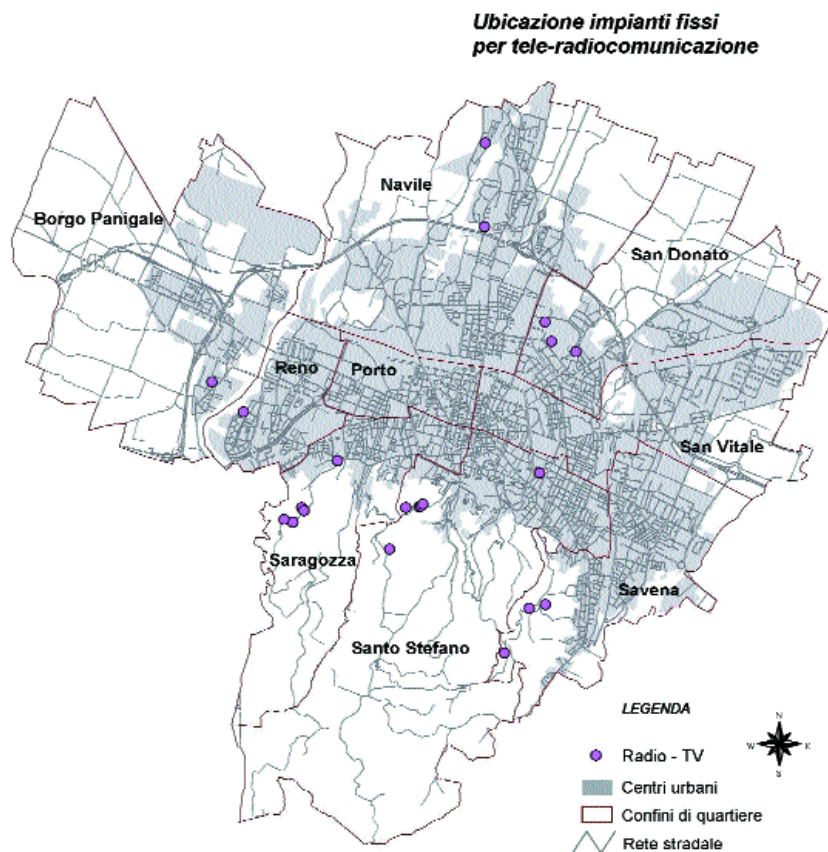 Ubicazione impianti fissi
per tele-radiocomunicazione
Navile
Borgo Panigale
San Donato
Reno
Porto
San Vitale
Saragozza
Savena
Santo Stefano
LEGENDA
Radio - TV
Centri urbani
Confini di quartiere
Rete stradale
N
W
E
S